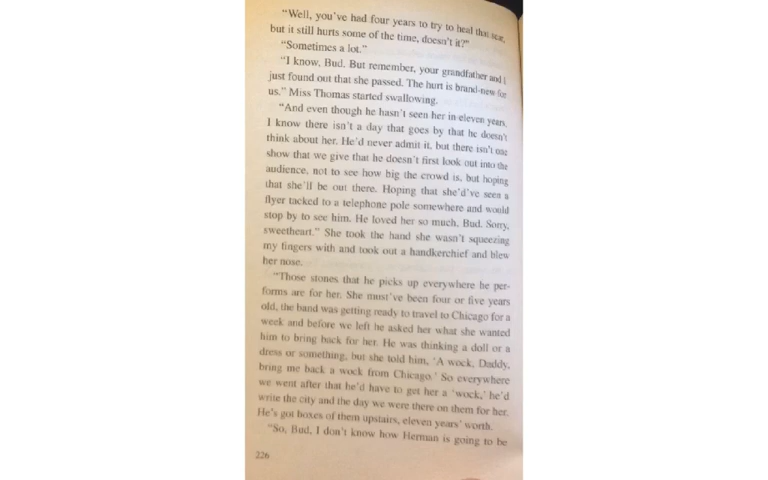 “Well, you’ve had four years to try to heal that scar,
but it still hurts some of the time, doesn’t it?”
“Sometimes a lot.”
“I know, Bud. But remember, your grandfather and I
just found out that she passed. The hurt is brand-new for
us.” Miss Thomas started swallowing.
“And even though he hasn’t seen her in eleven years,
I know there isn’t a day that goes by that he doesn’t
think about her. He’d never admit it, but there isn’t one
show that we give that he doesn’t first look out into the
audience, not to see how big the crowd is, but hoping
that she’ll be out there. Hoping that she’d’ve seen a
flyer tacked to a telephone pole somewhere and would
stop by to see him. He loved her so much, Bud. Sorry,
sweetheart.” She took the hand she wasn’t squeezing
my fingers with and took out a handkerchief and blew
her nose.
“Those stones that he picks up everywhere he per-
forms are for her. She must’ve been four or five years
old, the band was getting ready to travel to Chicago for a
week and before we left he asked her what she wanted
him to bring back for her. He was thinking a doll or a
dress or something, but she told him, ‘A wock, Daddy,
bring me back a wock from Chicago.’ So everywhere
we went after that he’d have to get her a ‘wock,’ he’d
write the city and the day we were there on them for her.
He’s got boxes of them upstairs, eleven years’ worth.
“So, Bud, I don’t know how Herman is going to be
226